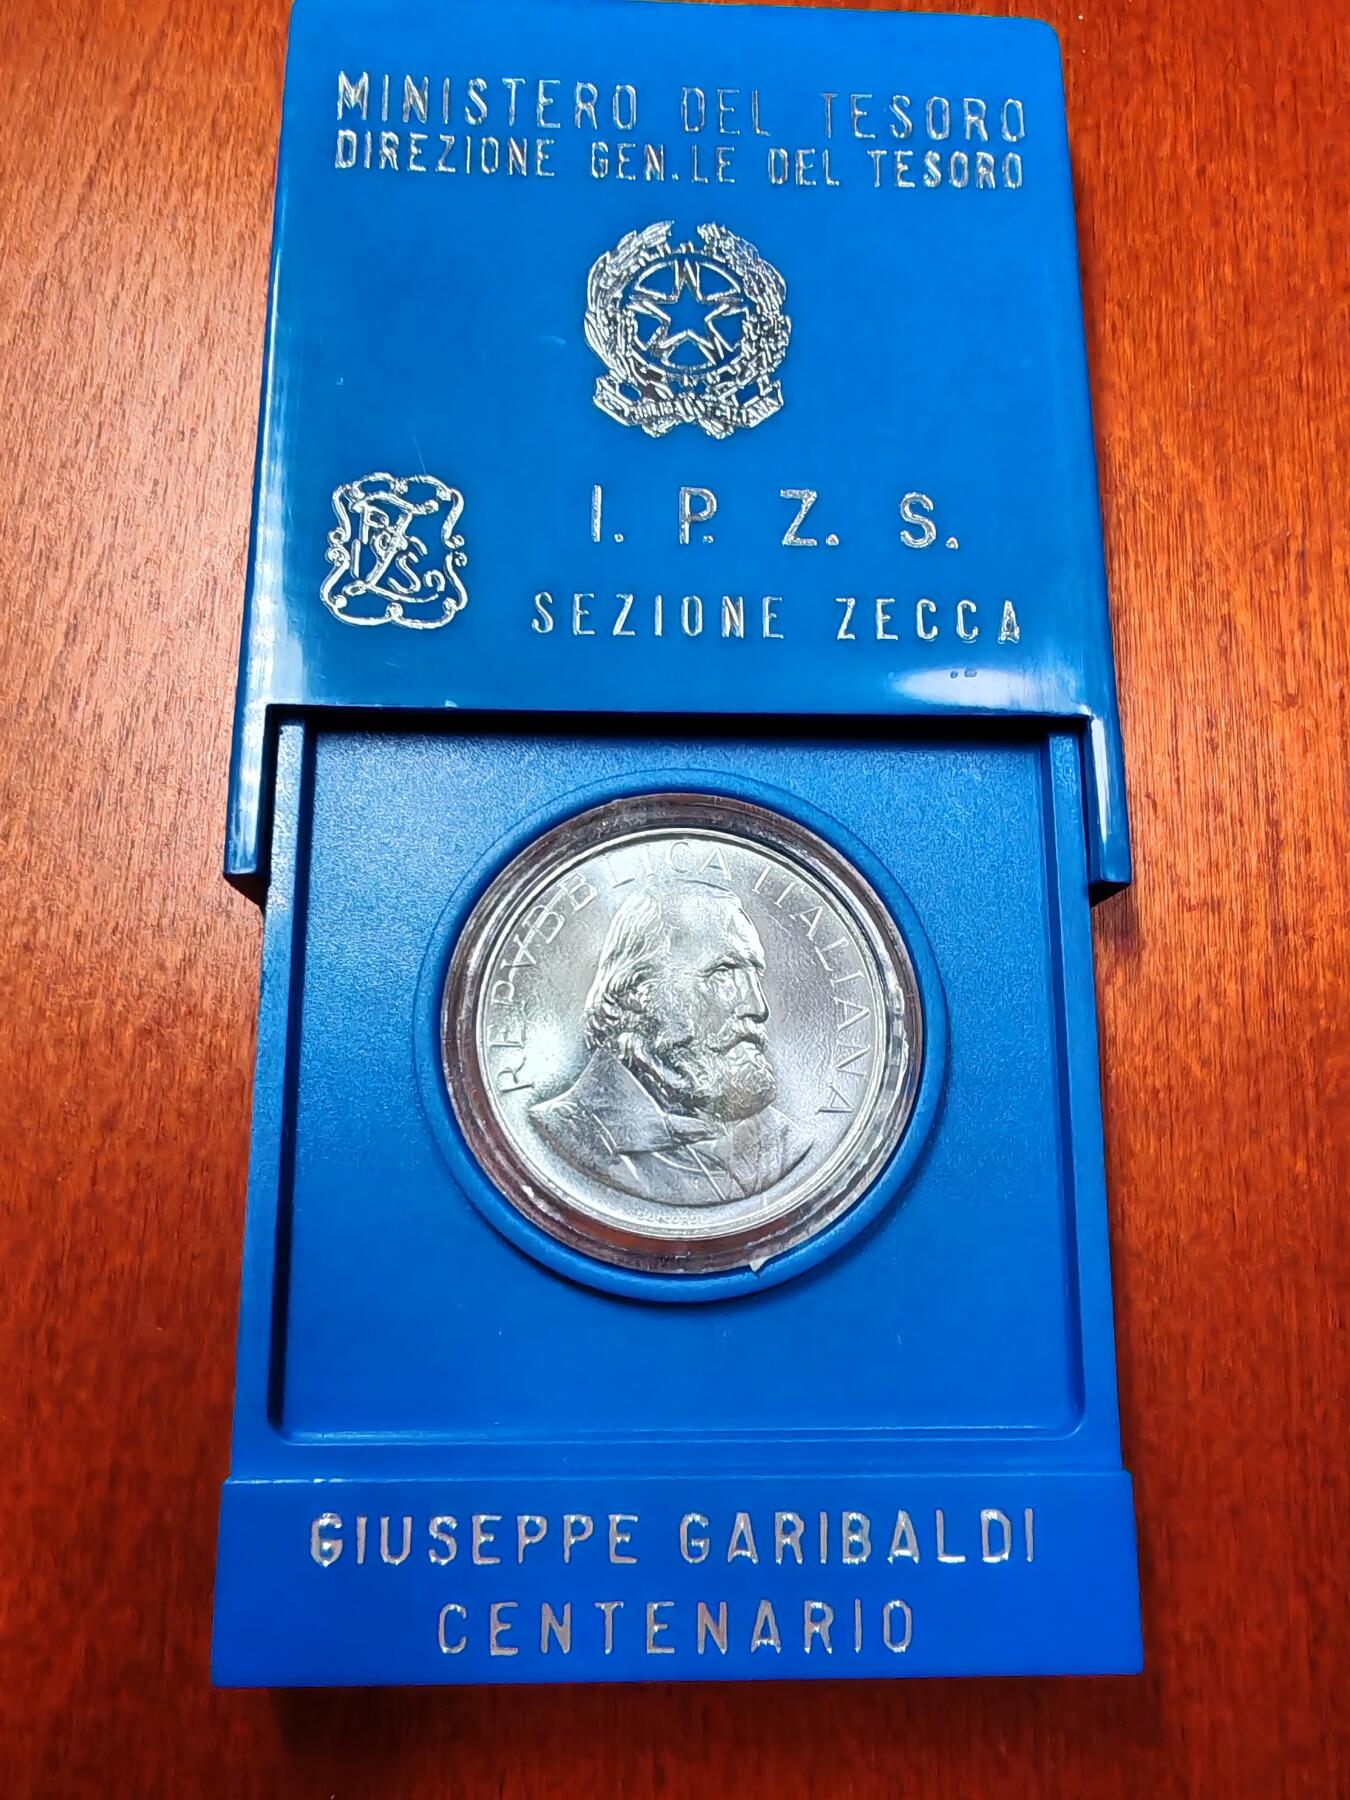 MINISTERO DEL TESORO
DIREZIONE GEN.LE DEL TESORO
I. P. Z. S.
SEZIONE ZECCA
REPVBBLICA ITALIANA
GIUSEPPE GARIBALDI
CENTENARIO